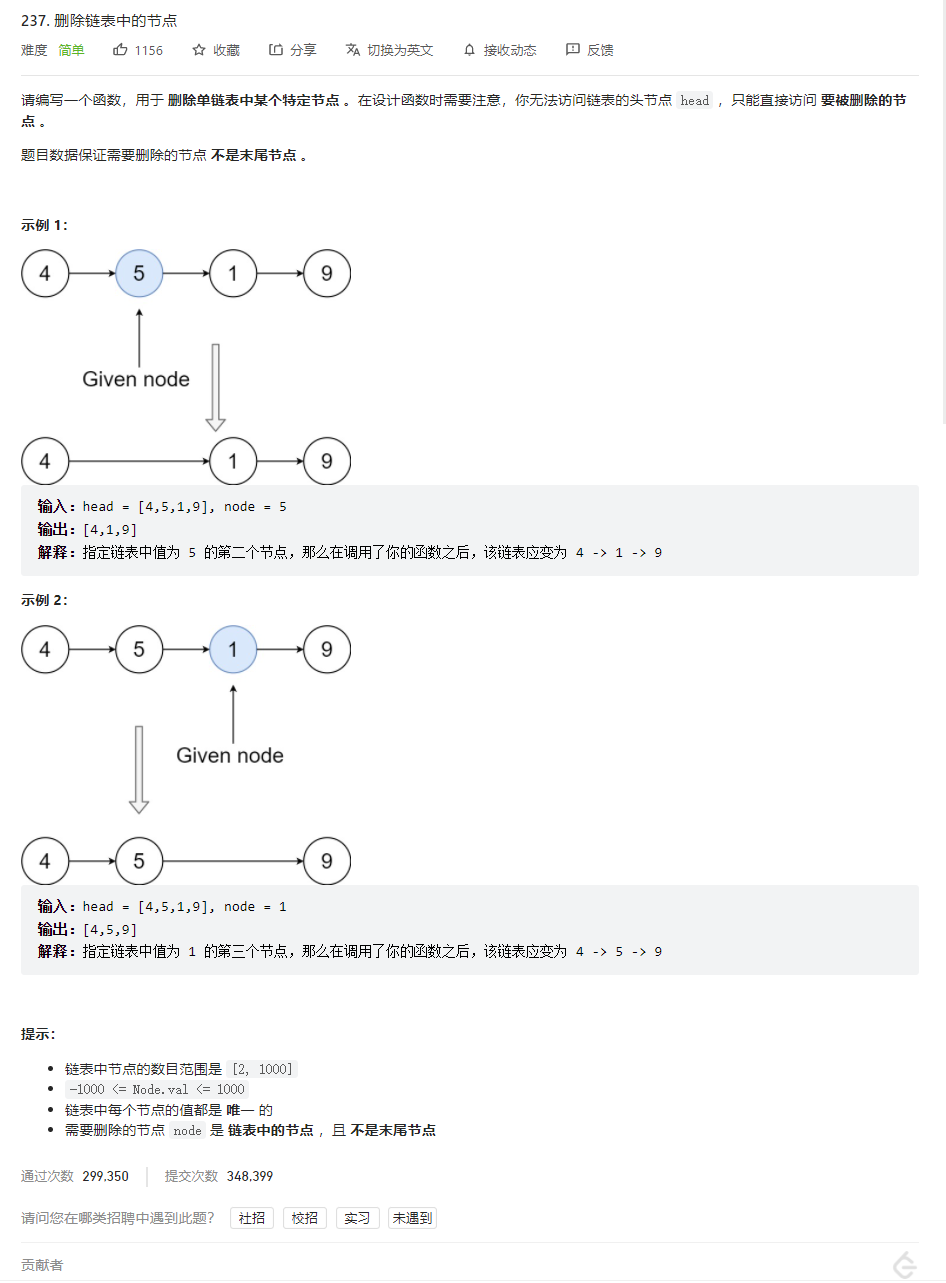 237. 删除链表中的节点
难度 简单 1156 收藏 分享 切换为英文 接收动态 反馈
请编写一个函数，用于 删除单链表中某个特定节点 。在设计函数时需要注意，你无法访问链表的头节点 head ，只能直接访问 要被删除的节
点 。
题目数据保证需要删除的节点 不是末尾节点 。
示例 1：
4 5 1 9
Given node
4 1 9
输入：head = [4,5,1,9], node = 5
输出：[4,1,9]
解释：指定链表中值为 5 的第二个节点，那么在调用了你的函数之后，该链表应变为 4 -> 1 -> 9
示例 2：
4 5 1 9
Given node
4 5 9
输入：head = [4,5,1,9], node = 1
输出：[4,5,9]
解释：指定链表中值为 1 的第三个节点，那么在调用了你的函数之后，该链表应变为 4 -> 5 -> 9
提示：
• 链表中节点的数目范围是 [2, 1000]
• -1000 <= Node.val <= 1000
• 链表中每个节点的值都是 唯一 的
• 需要删除的节点 node 是 链表中的节点 ，且 不是末尾节点
通过次数 299,350 提交次数 348,399
请问您在哪类招聘中遇到此题？ 社招 校招 实习 未遇到
贡献者